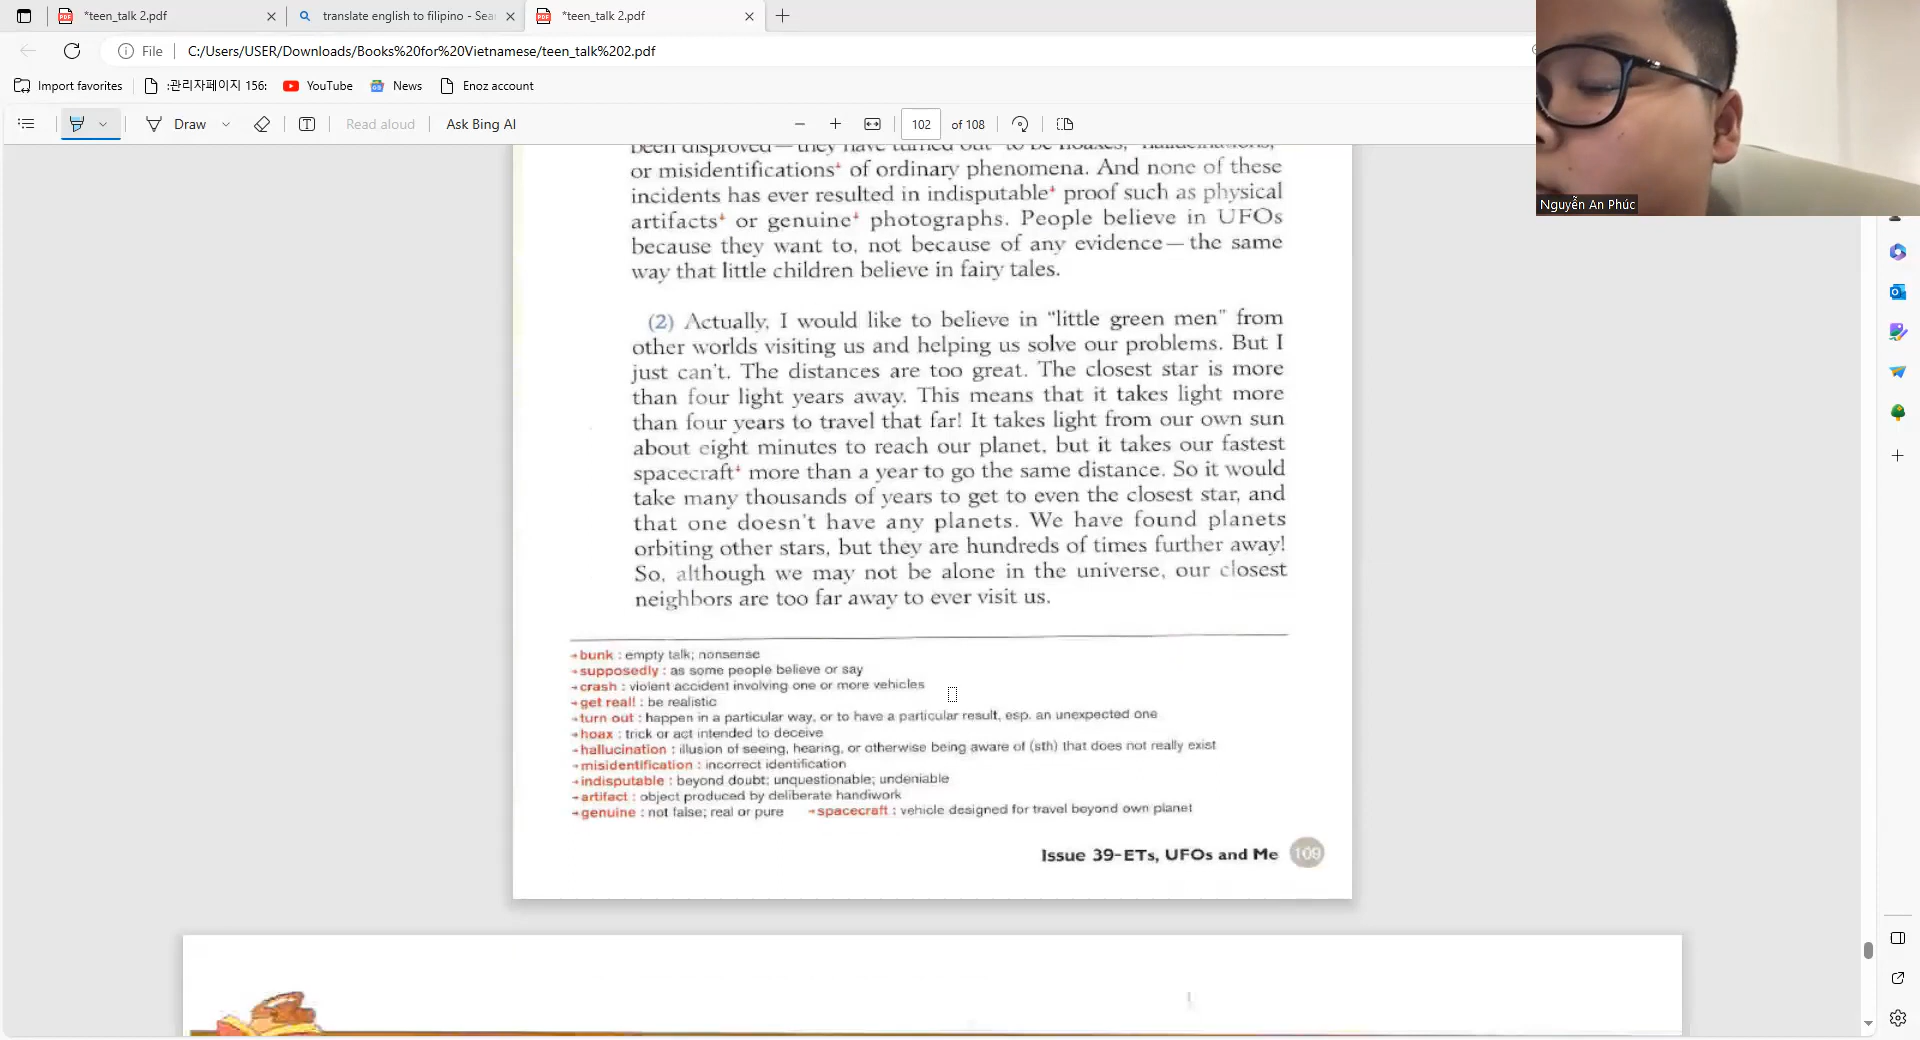 *teen_talk 2.pdf
translate english to filipino - Sea
*teen_talk 2.pdf
File
C:/Users/USER/Downloads/Books%20for%20Vietnamese/teen_talk%202.pdf
Import favorites
:관리자페이지 156:
YouTube
News
Enoz account
Draw
Read aloud
Ask Bing AI
102 of 108
Nguyễn An Phúc
been disproved—they have turned out to be hoaxes, hallucinations,
or misidentifications of ordinary phenomena. And none of these
incidents has ever resulted in indisputable proof such as physical
artifacts or genuine photographs. People believe in UFOs
because they want to, not because of any evidence—the same
way that little children believe in fairy tales.
(2) Actually, I would like to believe in "little green men" from
other worlds visiting us and helping us solve our problems. But I
just can't. The distances are too great. The closest star is more
than four light years away. This means that it takes light more
than four years to travel that far! It takes light from our own sun
about eight minutes to reach our planet, but it takes our fastest
spacecraft more than a year to go the same distance. So it would
take many thousands of years to get to even the closest star, and
that one doesn't have any planets. We have found planets
orbiting other stars, but they are hundreds of times further away!
So, although we may not be alone in the universe, our closest
neighbors are too far away to ever visit us.
bunk : empty talk; nonsense
supposedly : as some people believe or say
crash : violent accident involving one or more vehicles
get real! : be realistic
turn out : happen in a particular way, or to have a particular result, esp. an unexpected one
hoax : trick or act intended to deceive
hallucination : illusion of seeing, hearing, or otherwise being aware of (sth) that does not really exist
misidentification : incorrect identification
indisputable : beyond doubt; unquestionable; undeniable
artifact : object produced by deliberate handiwork
genuine : not false; real or pure
spacecraft : vehicle designed for travel beyond own planet
Issue 39-ETs, UFOs and Me 109